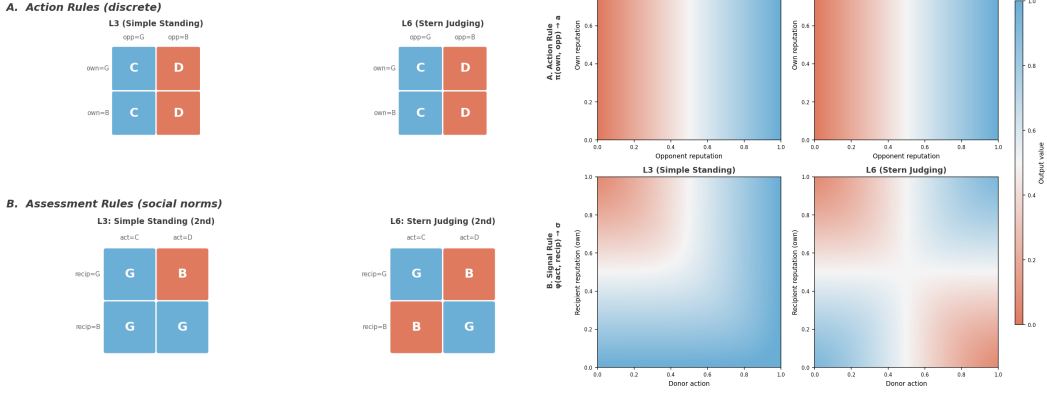 A. Action Rules (discrete)
L3 (Simple Standing)
opp=G opp=B
own=G C D
own=B C D
L6 (Stern Judging)
opp=G opp=B
own=G C D
own=B C D
B. Assessment Rules (social norms)
L3: Simple Standing (2nd)
act=C act=D
recip=G G B
recip=B G G
L6: Stern Judging (2nd)
act=C act=D
recip=G G B
recip=B B G
A. Action Rule
π(own, opp) → a
Own reputation
0.6
0.4
0.2
0.0
0.0 0.2 0.4 0.6 0.8 1.0
Opponent reputation
Own reputation
0.6
0.4
0.2
0.0
0.0 0.2 0.4 0.6 0.8 1.0
Opponent reputation
B. Signal Rule
φ(act, recip) → σ
L3 (Simple Standing)
Recipient reputation (own)
1.0
0.8
0.6
0.4
0.2
0.0
0.0 0.2 0.4 0.6 0.8 1.0
Donor action
L6 (Stern Judging)
Recipient reputation (own)
1.0
0.8
0.6
0.4
0.2
0.0
0.0 0.2 0.4 0.6 0.8 1.0
Donor action
1.0
0.8
0.6
0.4
0.2
0.0
Output value